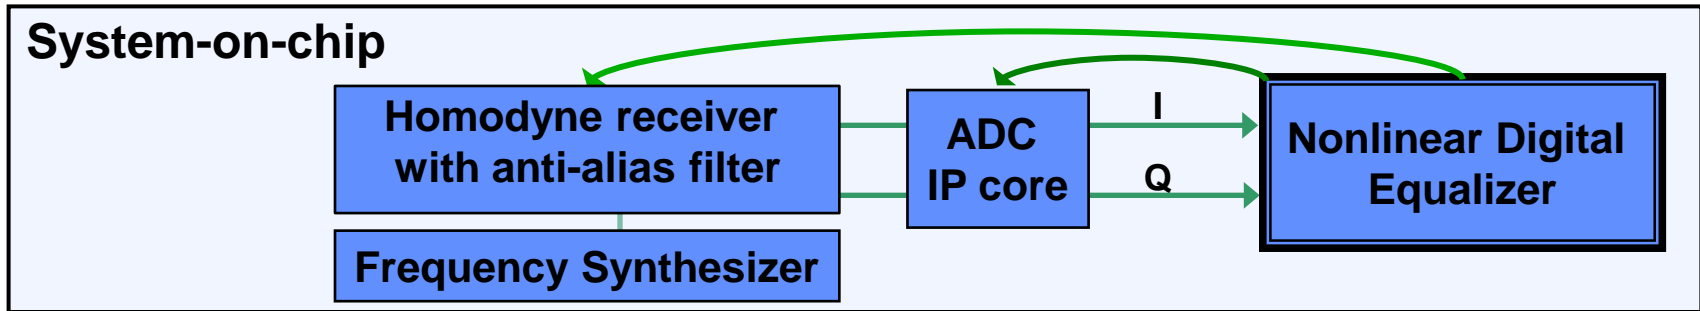 System-on-chip
Homodyne receiver
with anti-alias filter
ADC
IP core
I
Q
Nonlinear Digital
Equalizer
Frequency Synthesizer